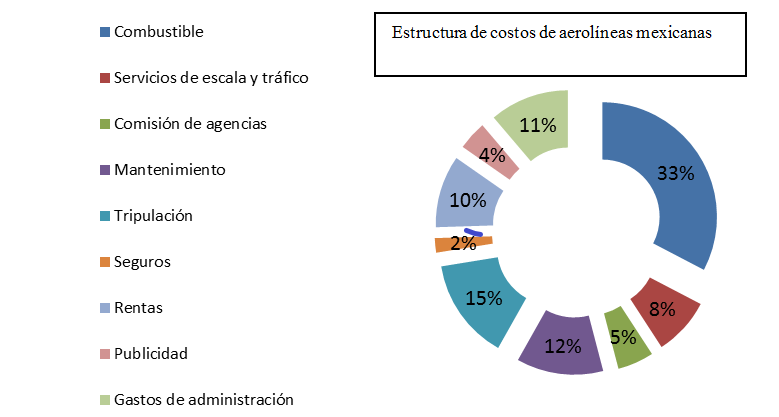 Estructura de costos de aerolíneas mexicanas
Combustible
Servicios de escala y tráfico
Comisión de agencias
Mantenimiento
Tripulación
Seguros
Rentas
Publicidad
Gastos de administración
33%
8%
5%
12%
15%
2%
10%
4%
11%